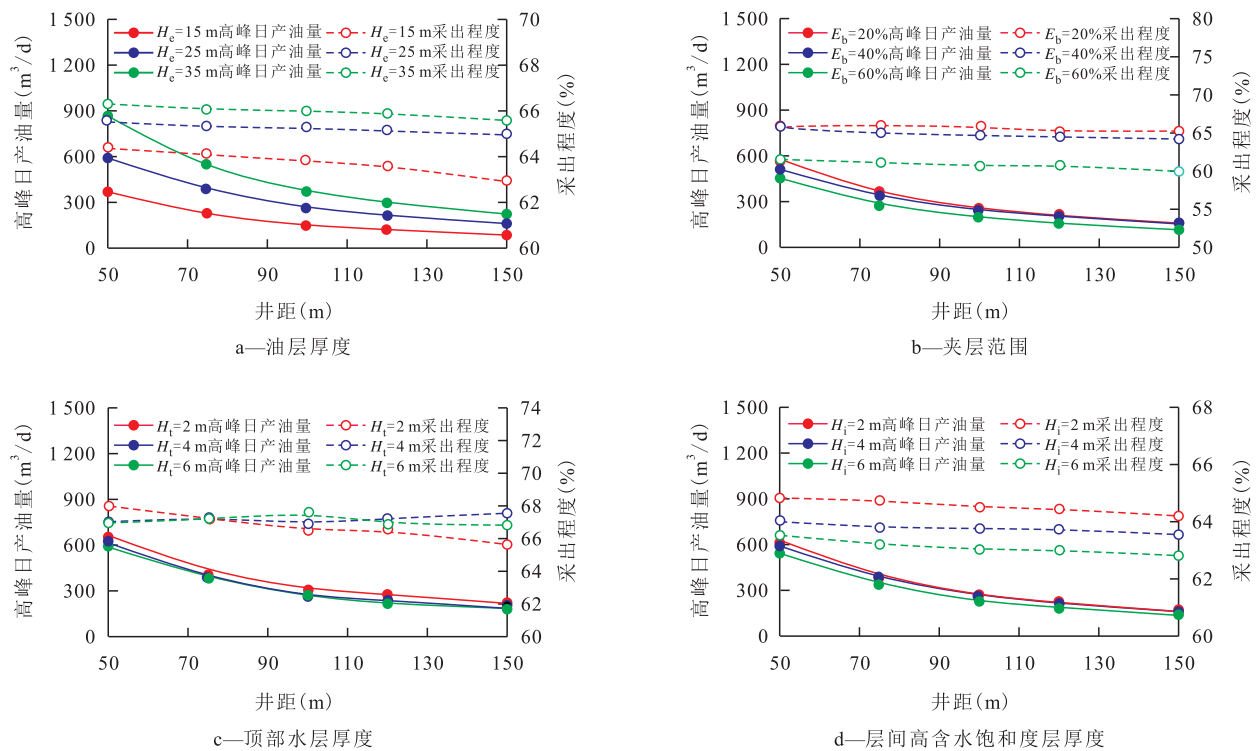 高峰日产油量(m³/d)
1 500
1 200
900
600
300
0
Hₑ=15 m高峰日产油量 Hₑ=15 m采出程度
Hₑ=25 m高峰日产油量 Hₑ=25 m采出程度
Hₑ=35 m高峰日产油量 Hₑ=35 m采出程度
70
68
66
64
62
60
采出程度(%)
50 70 90 110 130 150
井距(m)
a—油层厚度
高峰日产油量(m³/d)
1 500
1 200
900
600
300
0
E_b=20%高峰日产油量 E_b=20%采出程度
E_b=40%高峰日产油量 E_b=40%采出程度
E_b=60%高峰日产油量 E_b=60%采出程度
80
75
70
65
60
55
50
采出程度(%)
50 70 90 110 130 150
井距(m)
b—夹层范围
高峰日产油量(m³/d)
1 500
1 200
900
600
300
0
Hₜ=2 m高峰日产油量 Hₜ=2 m采出程度
Hₜ=4 m高峰日产油量 Hₜ=4 m采出程度
Hₜ=6 m高峰日产油量 Hₜ=6 m采出程度
74
72
70
68
66
64
62
60
采出程度(%)
50 70 90 110 130 150
井距(m)
c—顶部水层厚度
高峰日产油量(m³/d)
1 500
1 200
900
600
300
0
Hᵢ=2 m高峰日产油量 Hᵢ=2 m采出程度
Hᵢ=4 m高峰日产油量 Hᵢ=4 m采出程度
Hᵢ=6 m高峰日产油量 Hᵢ=6 m采出程度
68
66
64
62
60
采出程度(%)
50 70 90 110 130 150
井距(m)
d—层间高含水饱和度层厚度